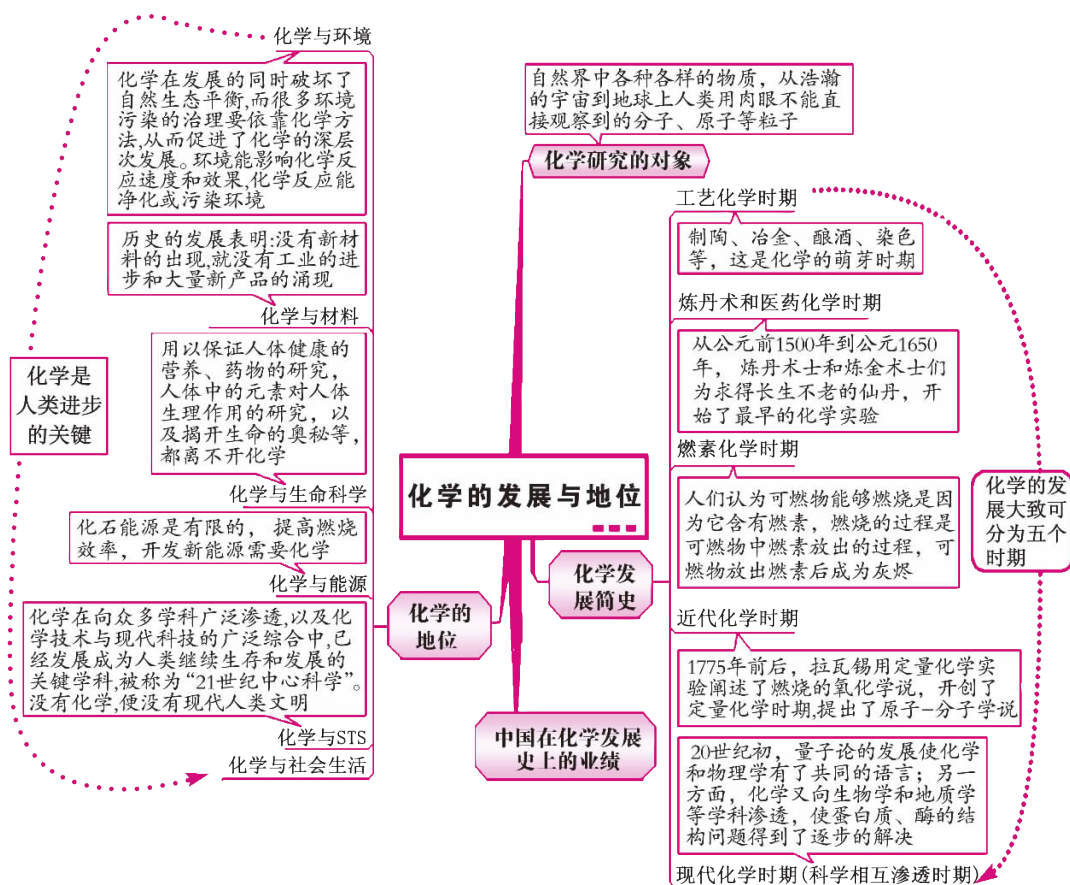 化学的发展与地位
化学研究的对象
自然界中各种各样的物质，从浩瀚
的宇宙到地球上人类用肉眼不能直
接观察到的分子、原子等粒子
化学发
展简史
工艺化学时期
制陶、冶金、酿酒、染色
等，这是化学的萌芽时期
炼丹术和医药化学时期
从公元前1500年到公元1650
年， 炼丹术士和炼金术士们
为求得长生不老的仙丹，开
始了最早的化学实验
燃素化学时期
人们认为可燃物能够燃烧是因
为它含有燃素，燃烧的过程是
可燃物中燃素放出的过程，可
燃物放出燃素后成为灰烬
近代化学时期
1775年前后，拉瓦锡用定量化学实
验阐述了燃烧的氧化学说，开创了
定量化学时期,提出了原子–分子学说
20世纪初，量子论的发展使化学
和物理学有了共同的语言；另一
方面，化学又向生物学和地质学
等学科渗透，使蛋白质、酶的结
构问题得到了逐步的解决
现代化学时期(科学相互渗透时期)
化学的发
展大致可
分为五个
时期
中国在化学发展
史上的业绩
化学的
地位
化学与环境
化学在发展的同时破坏了
自然生态平衡,而很多环境
污染的治理要依靠化学方
法,从而促进了化学的深层
次发展。环境能影响化学反
应速度和效果,化学反应能
净化或污染环境
历史的发展表明:没有新材
料的出现,就没有工业的进
步和大量新产品的涌现
化学与材料
用以保证人体健康的
营养、药物的研究，
人体中的元素对人体
生理作用的研究，以
及揭开生命的奥秘等，
都离不开化学
化学与生命科学
化石能源是有限的， 提高燃烧
效率，开发新能源需要化学
化学与能源
化学在向众多学科广泛渗透,以及化
学技术与现代科技的广泛综合中,已
经发展成为人类继续生存和发展的
关键学科,被称为“21世纪中心科学”。
没有化学,便没有现代人类文明
化学与STS
化学与社会生活
化学是
人类进步
的关键